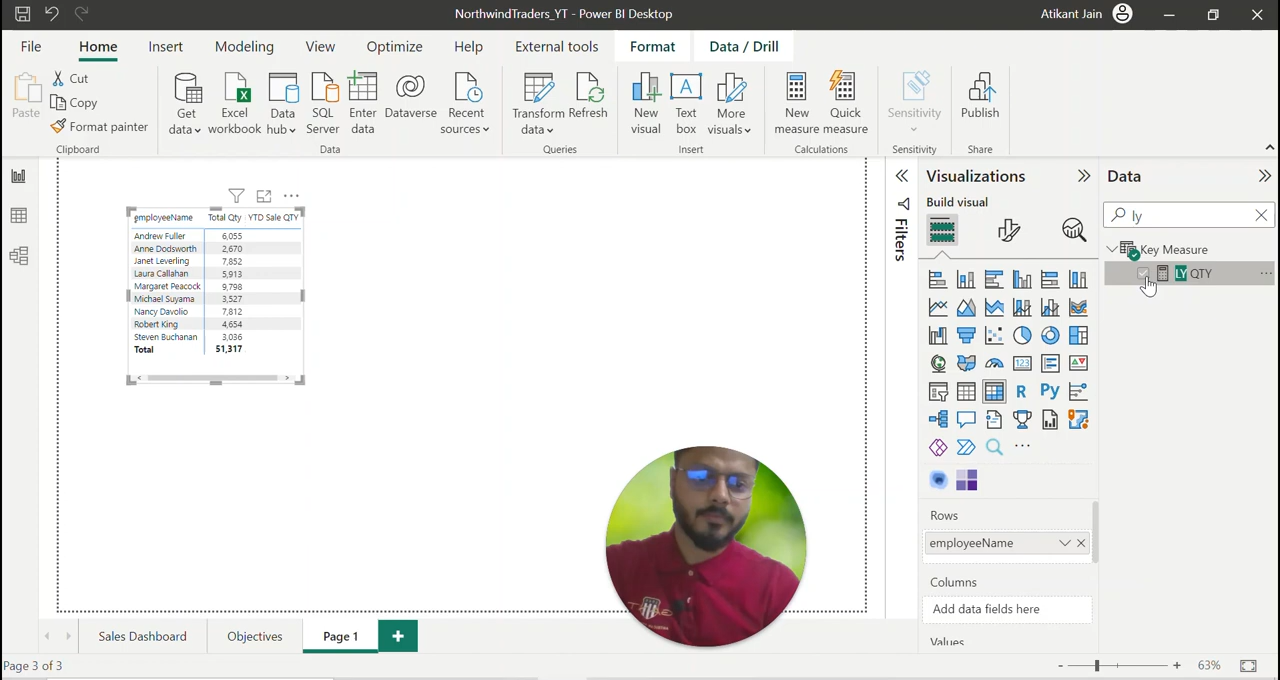 NorthwindTraders_YT - Power BI Desktop
Atikant Jain
File Home Insert Modeling View Optimize Help External tools Format Data / Drill
Paste
Cut
Copy
Format painter
Clipboard
Get data
Excel workbook
Data hub
SQL Server
Enter data
Dataverse
Recent sources
Data
Transform data
Refresh
Queries
New visual
Text box
More visuals
Insert
New measure
Quick measure
Calculations
Sensitivity
Sensitivity
Publish
Share
employeeName Total Qty YTD Sale QTY
Andrew Fuller 6,055
Anne Dodsworth 2,670
Janet Leverling 7,852
Laura Callahan 5,913
Margaret Peacock 9,798
Michael Suyama 3,527
Nancy Davolio 7,812
Robert King 4,654
Steven Buchanan 3,036
Total 51,317
Filters
Visualizations
Build visual
123
R Py
Rows
employeeName
Columns
Add data fields here
Values
Data
ly
Key Measure
LY QTY
Sales Dashboard Objectives Page 1 +
Page 3 of 3
- + 63%